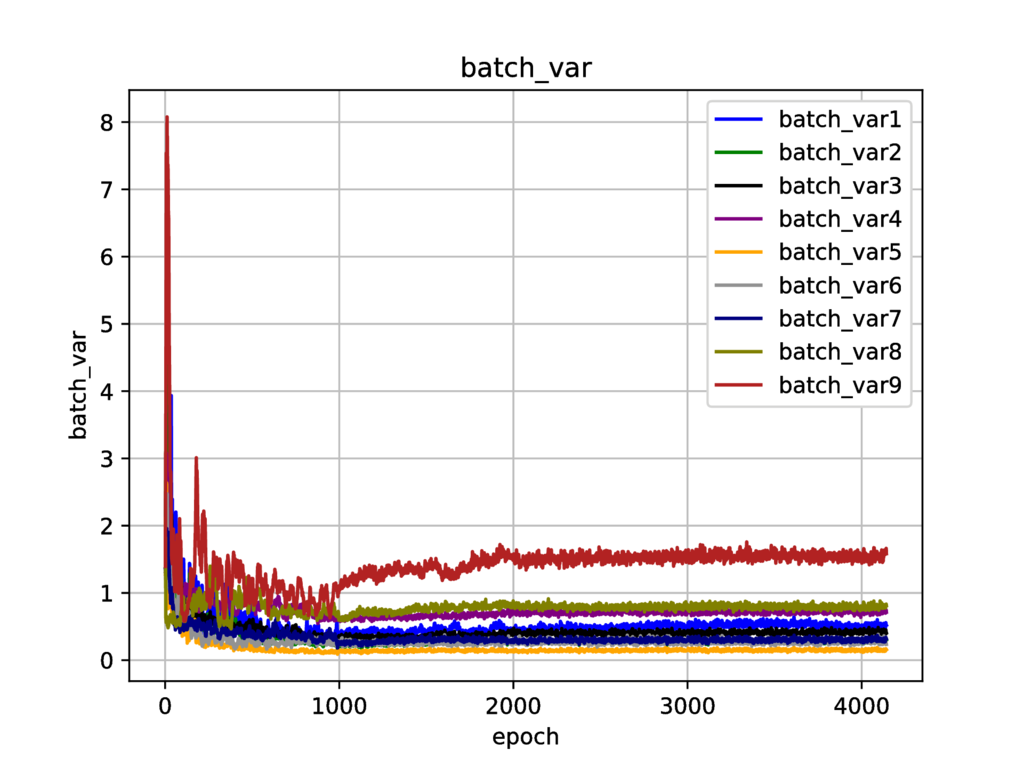 batch_var
batch_var
8
7
6
5
4
3
2
1
0
batch_var1
batch_var2
batch_var3
batch_var4
batch_var5
batch_var6
batch_var7
batch_var8
batch_var9
0 1000 2000 3000 4000
epoch